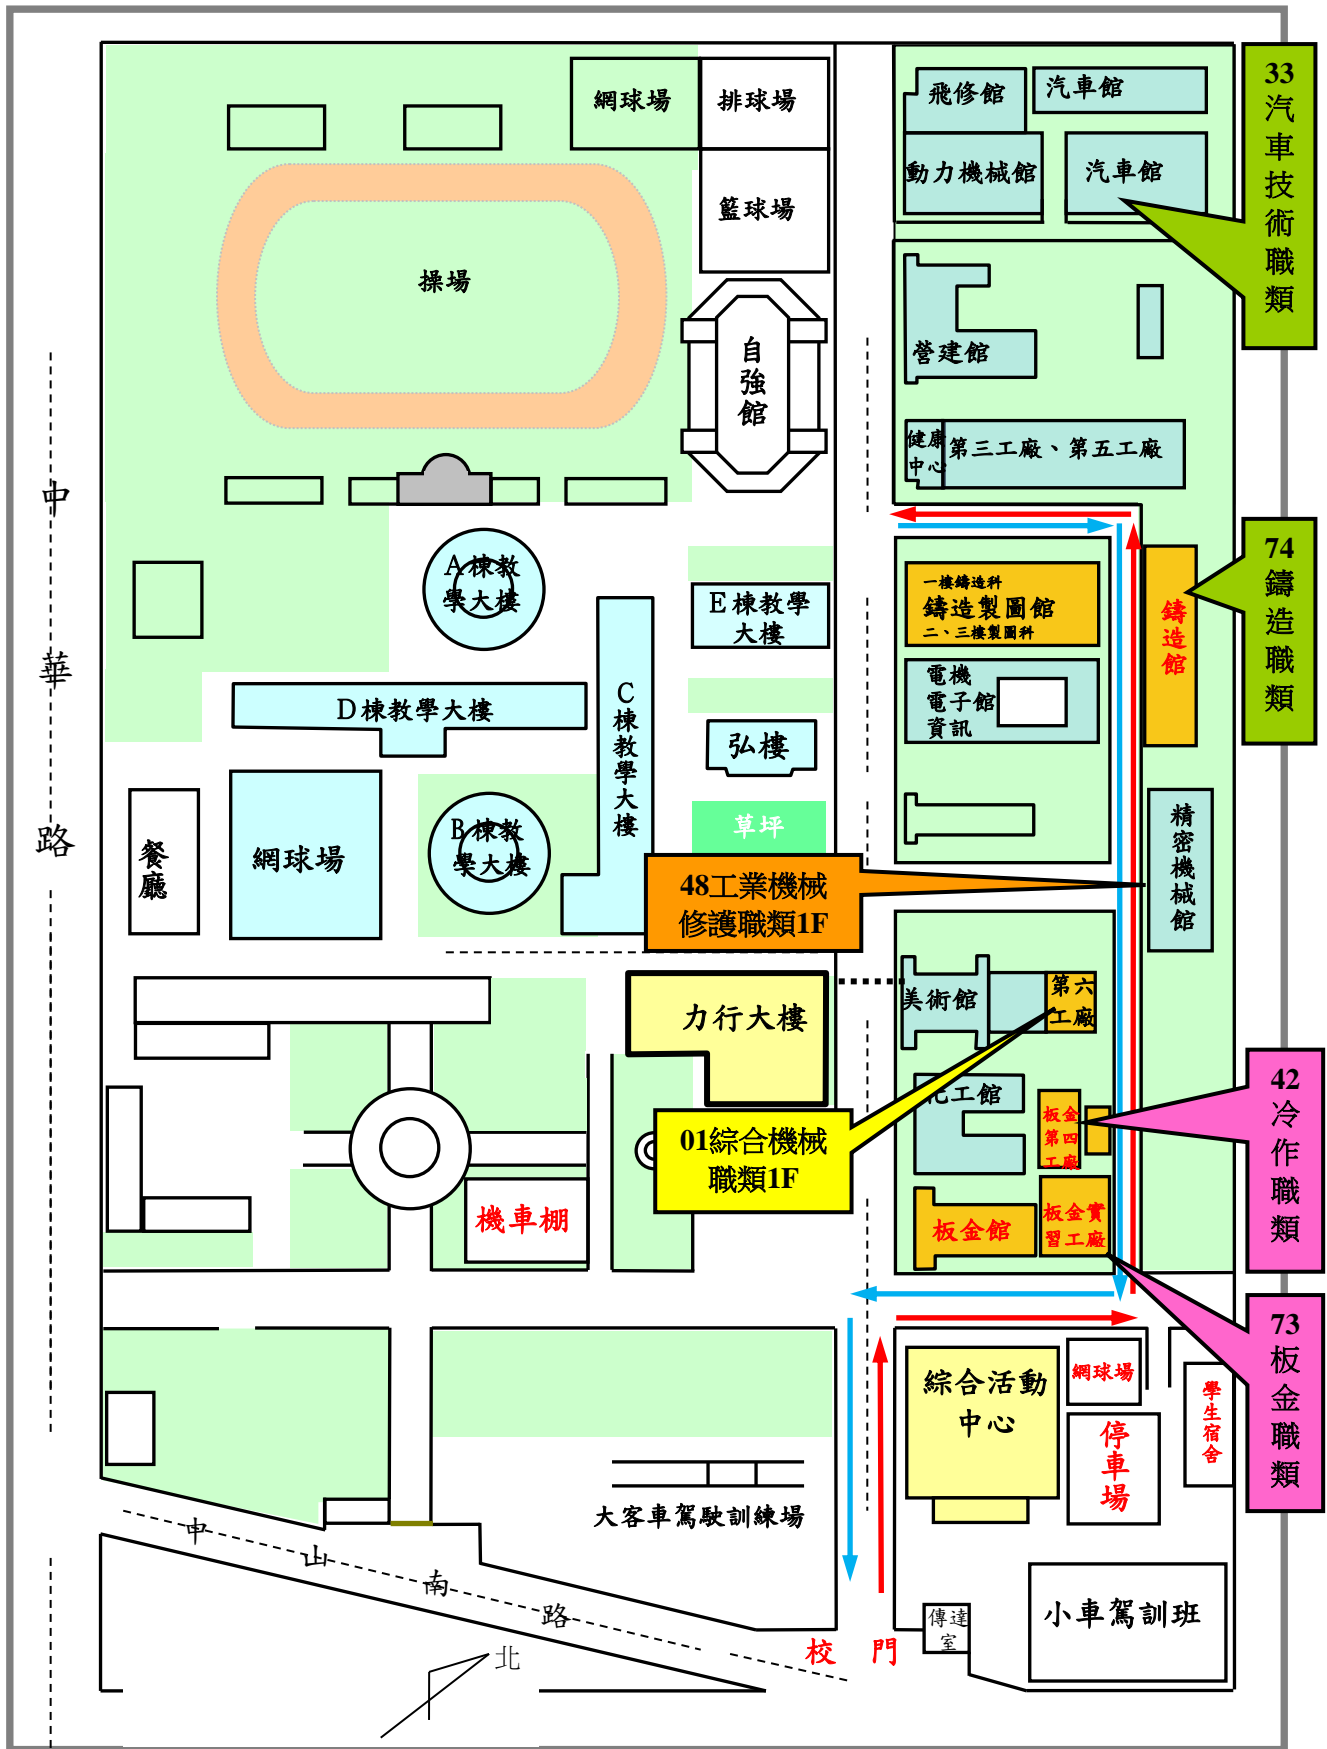 網球場
排球場
籃球場
操場
自
強
館
飛修館
汽車館
動力機械館
汽車館
33
汽
車
技
術
職
類
營建館
健康
中心
第三工廠、第五工廠
中
華
路
A棟教
學大樓
E棟教學
大樓
C
棟
教
學
大
樓
D棟教學大樓
弘樓
草坪
B棟教
學大樓
網球場
餐
廳
一樓鑄造科
鑄造製圖館
二、三樓製圖科
電機
電子館
資訊
鑄
造
館
74
鑄
造
職
類
精
密
機
械
館
48工業機械
修護職類1F
力行大樓
美術館
第六
工廠
化工館
板金
第四
工廠
42
冷
作
職
類
01綜合機械
職類1F
機車棚
板金館
板金實
習工廠
73
板
金
職
類
綜合活動
中心
網球場
停
車
場
學
生
宿
舍
大客車駕駛訓練場
中
山
南
路
傳達
室
小車駕訓班
校 門
北